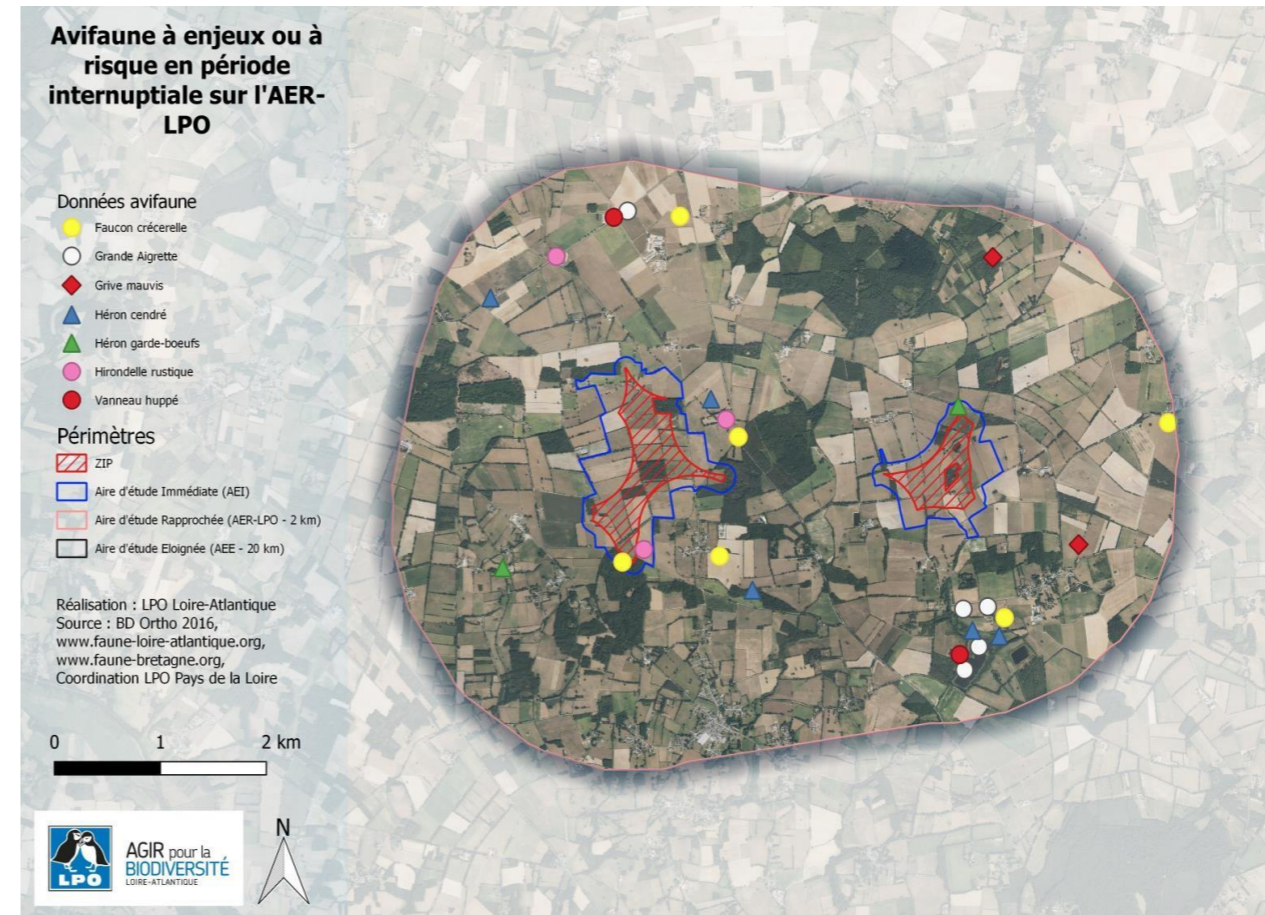 Avifaune à enjeux ou à
risque en période
internuptiale sur l'AER-
LPO
Données avifaune
Faucon crécerelle
Grande Aigrette
Grive mauvis
Héron cendré
Héron garde-boeufs
Hirondelle rustique
Vanneau huppé
Périmètres
ZIP
Aire d'étude Immédiate (AEI)
Aire d'étude Rapprochée (AER-LPO - 2 km)
Aire d'étude Eloignée (AEE - 20 km)
Réalisation : LPO Loire-Atlantique
Source : BD Ortho 2016,
www.faune-loire-atlantique.org,
www.faune-bretagne.org,
Coordination LPO Pays de la Loire
0 1 2 km
N
LPO
AGIR pour la
BIODIVERSITÉ
LOIRE-ATLANTIQUE